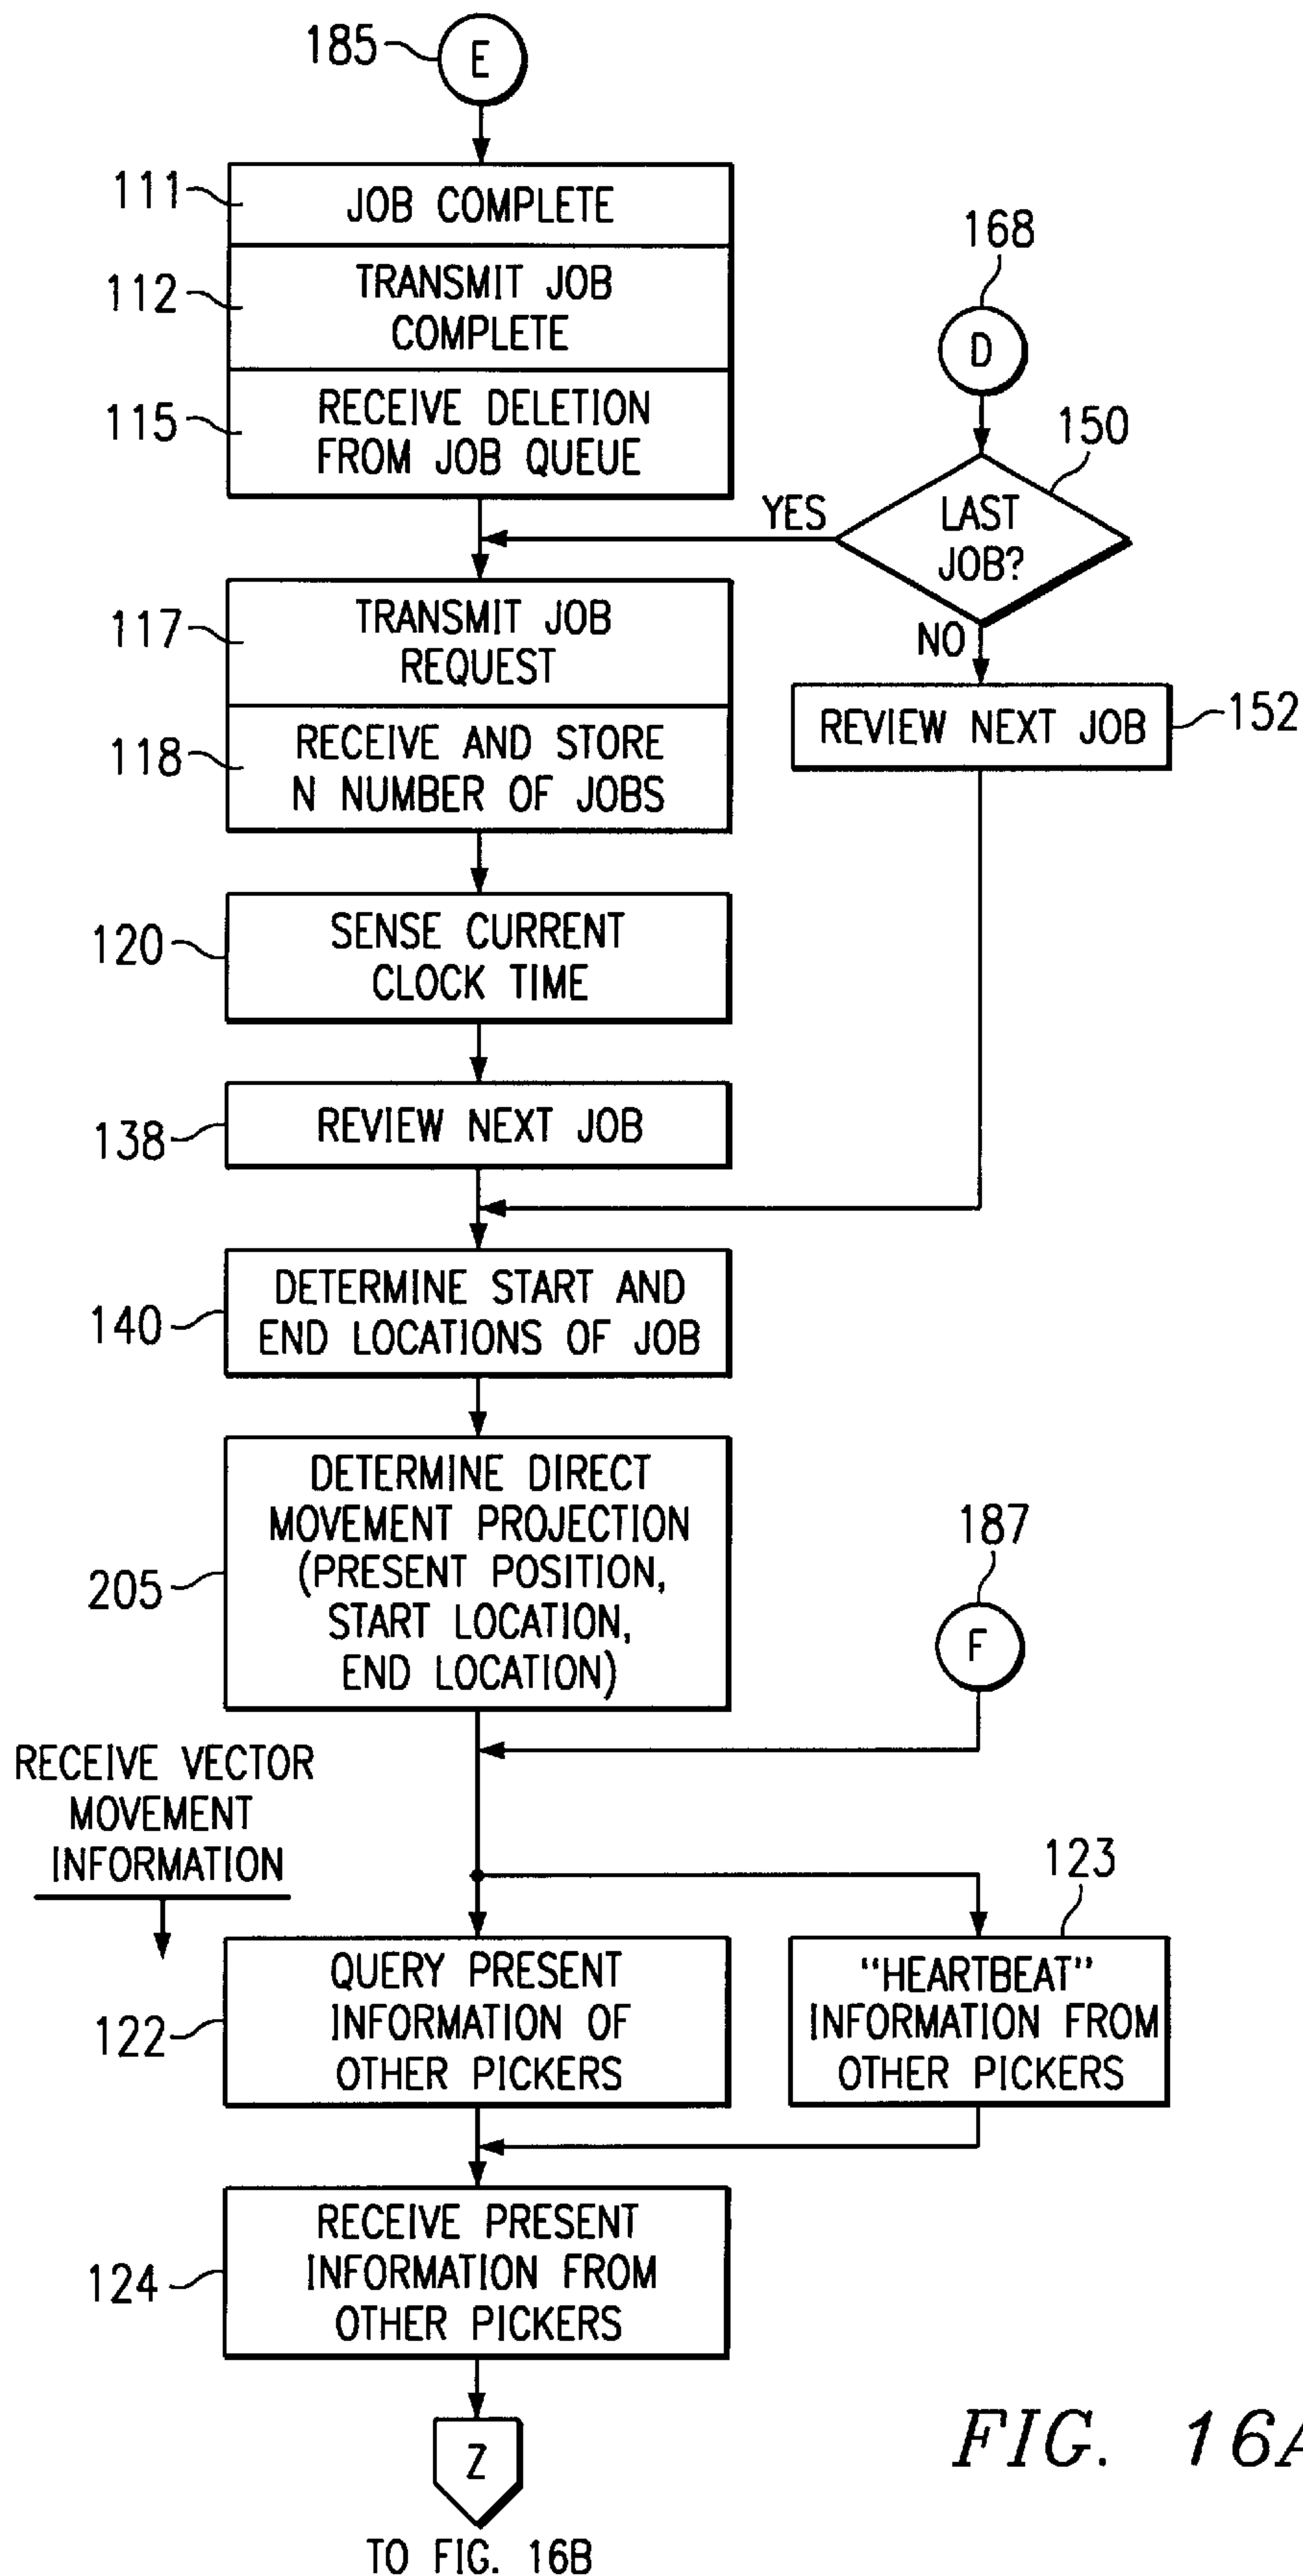 185
E
111
JOB COMPLETE
112
TRANSMIT JOB
COMPLETE
115
RECEIVE DELETION
FROM JOB QUEUE
168
D
150
LAST
JOB?
YES
NO
117
TRANSMIT JOB
REQUEST
118
RECEIVE AND STORE
N NUMBER OF JOBS
REVIEW NEXT JOB
152
120
SENSE CURRENT
CLOCK TIME
138
REVIEW NEXT JOB
140
DETERMINE START AND
END LOCATIONS OF JOB
205
DETERMINE DIRECT
MOVEMENT PROJECTION
(PRESENT POSITION,
START LOCATION,
END LOCATION)
187
F
RECEIVE VECTOR
MOVEMENT
INFORMATION
122
QUERY PRESENT
INFORMATION OF
OTHER PICKERS
123
"HEARTBEAT"
INFORMATION FROM
OTHER PICKERS
124
RECEIVE PRESENT
INFORMATION FROM
OTHER PICKERS
Z
TO FIG. 16B
FIG. 16A